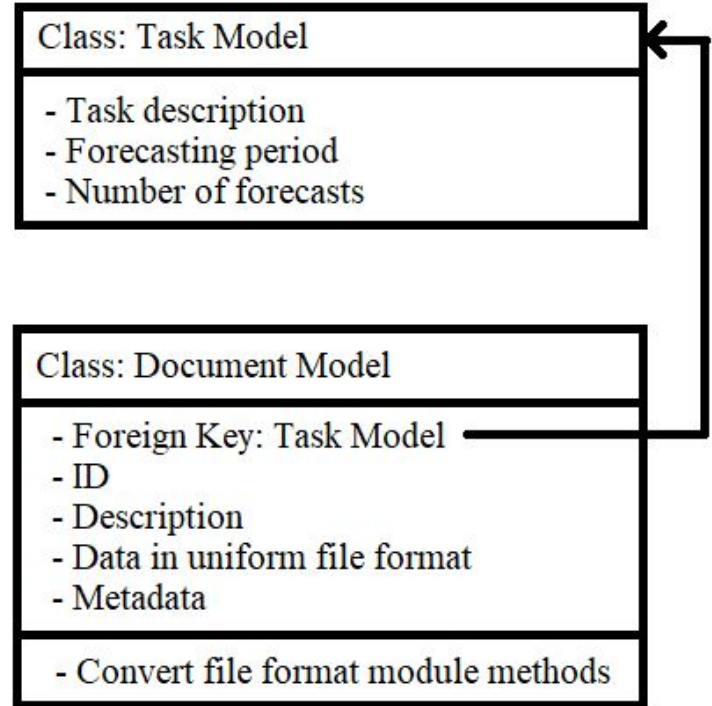 Class: Task Model
- Task description
- Forecasting period
- Number of forecasts
Class: Document Model
- Foreign Key: Task Model
- ID
- Description
- Data in uniform file format
- Metadata
- Convert file format module methods